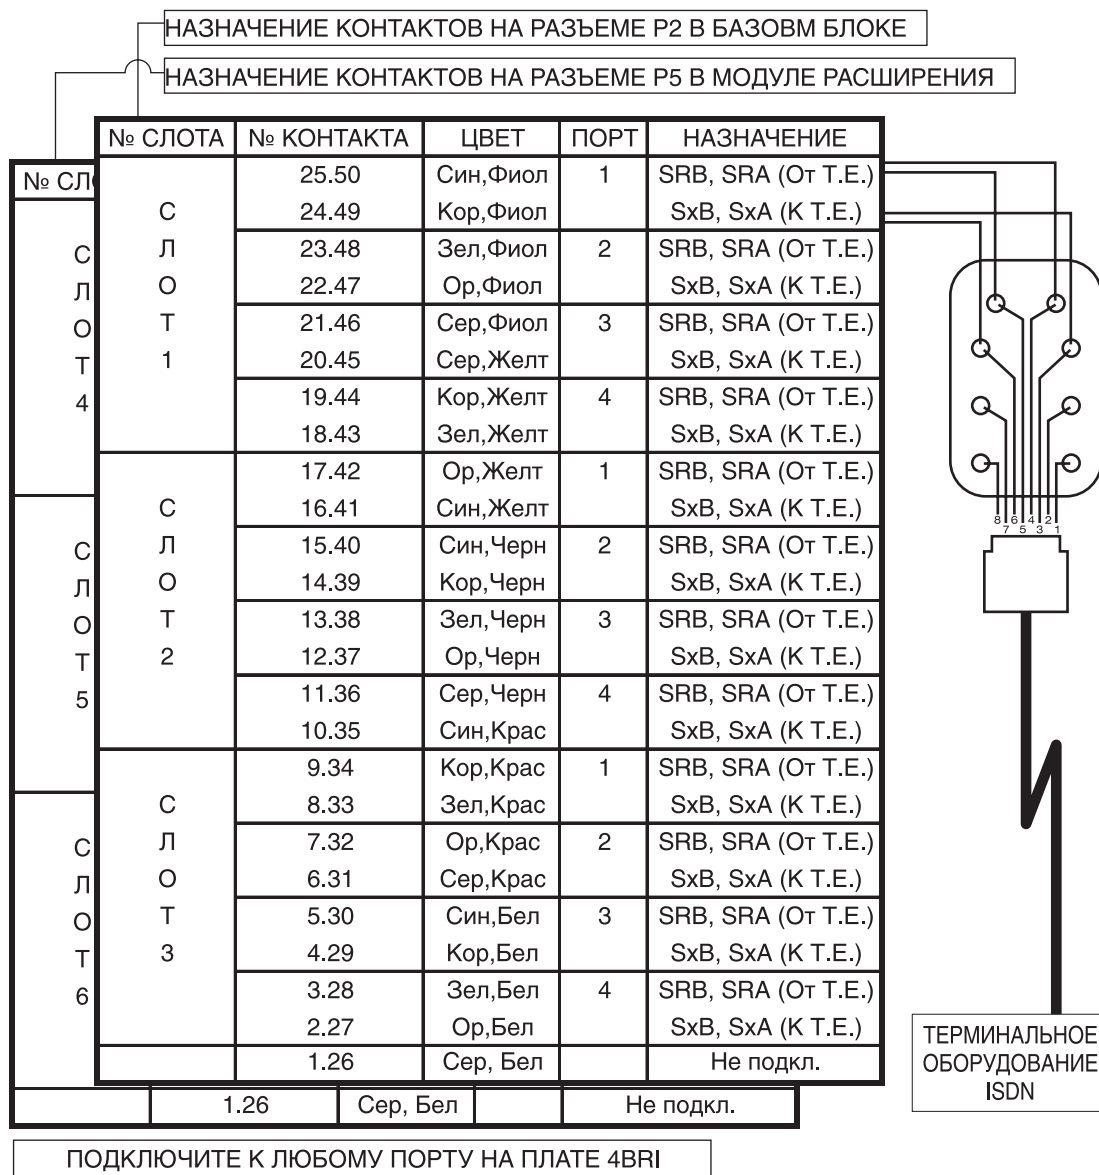 НАЗНАЧЕНИЕ КОНТАКТОВ НА РАЗЪЕМЕ P2 В БАЗОВМ БЛОКЕ
НАЗНАЧЕНИЕ КОНТАКТОВ НА РАЗЪЕМЕ P5 В МОДУЛЕ РАСШИРЕНИЯ
№ СЛОТА № КОНТАКТА ЦВЕТ ПОРТ НАЗНАЧЕНИЕ
СЛОТ 1
25.50 Син,Фиол 1 SRB, SRA (От Т.Е.)
24.49 Кор,Фиол SxB, SxA (К Т.Е.)
23.48 Зел,Фиол 2 SRB, SRA (От Т.Е.)
22.47 Ор,Фиол SxB, SxA (К Т.Е.)
21.46 Сер,Фиол 3 SRB, SRA (От Т.Е.)
20.45 Сер,Желт SxB, SxA (К Т.Е.)
19.44 Кор,Желт 4 SRB, SRA (От Т.Е.)
18.43 Зел,Желт SxB, SxA (К Т.Е.)
СЛОТ 2
17.42 Ор,Желт 1 SRB, SRA (От Т.Е.)
16.41 Син,Желт SxB, SxA (К Т.Е.)
15.40 Син,Черн 2 SRB, SRA (От Т.Е.)
14.39 Кор,Черн SxB, SxA (К Т.Е.)
13.38 Зел,Черн 3 SRB, SRA (От Т.Е.)
12.37 Ор,Черн SxB, SxA (К Т.Е.)
11.36 Сер,Черн 4 SRB, SRA (От Т.Е.)
10.35 Син,Крас SxB, SxA (К Т.Е.)
СЛОТ 3
9.34 Кор,Крас 1 SRB, SRA (От Т.Е.)
8.33 Зел,Крас SxB, SxA (К Т.Е.)
7.32 Ор,Крас 2 SRB, SRA (От Т.Е.)
6.31 Сер,Крас SxB, SxA (К Т.Е.)
5.30 Син,Бел 3 SRB, SRA (От Т.Е.)
4.29 Кор,Бел SxB, SxA (К Т.Е.)
3.28 Зел,Бел 4 SRB, SRA (От Т.Е.)
2.27 Ор,Бел SxB, SxA (К Т.Е.)
1.26 Сер, Бел Не подкл.
№
СЛОТ 4
СЛОТ 5
СЛОТ 6
1.26 Сер, Бел Не подкл.
8 7 6 5 4 3 2 1
ТЕРМИНАЛЬНОЕ
ОБОРУДОВАНИЕ
ISDN
ПОДКЛЮЧИТЕ К ЛЮБОМУ ПОРТУ НА ПЛАТЕ 4BRI